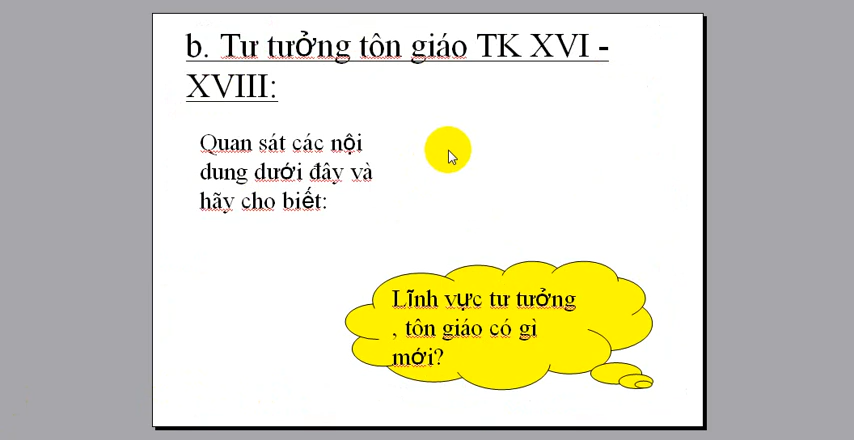 b. Tư tưởng tôn giáo TK XVI -
XVIII:
Quan sát các nội
dung dưới đây và
hãy cho biết:
Lĩnh vực tư tưởng
, tôn giáo có gì
mới?